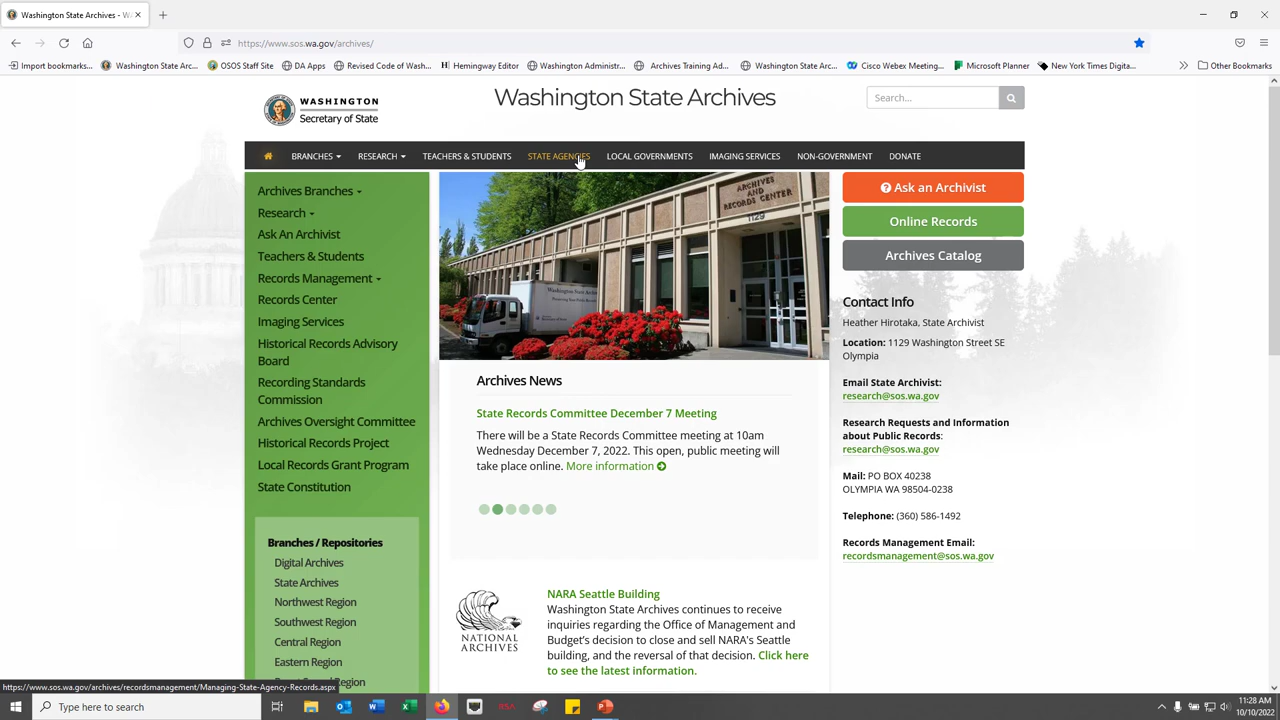 Washington State Archives - W
https://www.sos.wa.gov/archives/
Import bookmarks...
Washington State Arc...
OSOS Staff Site
DA Apps
Revised Code of Wash...
Hemingway Editor
Washington Administr...
Archives Training Ad...
Washington State Arc...
Cisco Webex Meeting...
Microsoft Planner
New York Times Digita...
Other Bookmarks
WASHINGTON
Secretary of State
Washington State Archives
Search...
BRANCHES
RESEARCH
TEACHERS & STUDENTS
STATE AGENCIES
LOCAL GOVERNMENTS
IMAGING SERVICES
NON-GOVERNMENT
DONATE
Archives Branches
Research
Ask An Archivist
Teachers & Students
Records Management
Records Center
Imaging Services
Historical Records Advisory
Board
Recording Standards
Commission
Archives Oversight Committee
Historical Records Project
Local Records Grant Program
State Constitution
Branches / Repositories
Digital Archives
State Archives
Northwest Region
Southwest Region
Central Region
Eastern Region
ARCHIVES
AND
RECORDS CENTER
1129
Washington State Archives
Archives News
State Records Committee December 7 Meeting
There will be a State Records Committee meeting at 10am
Wednesday December 7, 2022. This open, public meeting will
take place online. More information
NATIONAL
ARCHIVES
NARA Seattle Building
Washington State Archives continues to receive
inquiries regarding the Office of Management and
Budget's decision to close and sell NARA's Seattle
building, and the reversal of that decision. Click here
to see the latest information.
Ask an Archivist
Online Records
Archives Catalog
Contact Info
Heather Hirotaka, State Archivist
Location: 1129 Washington Street SE
Olympia
Email State Archivist:
research@sos.wa.gov
Research Requests and Information
about Public Records:
research@sos.wa.gov
Mail: PO BOX 40238
OLYMPIA WA 98504-0238
Telephone: (360) 586-1492
Records Management Email:
recordsmanagement@sos.wa.gov
https://www.sos.wa.gov/archives/recordsmanagement/Managing-State-Agency-Records.aspx
Type here to search
11:28 AM
10/10/2022